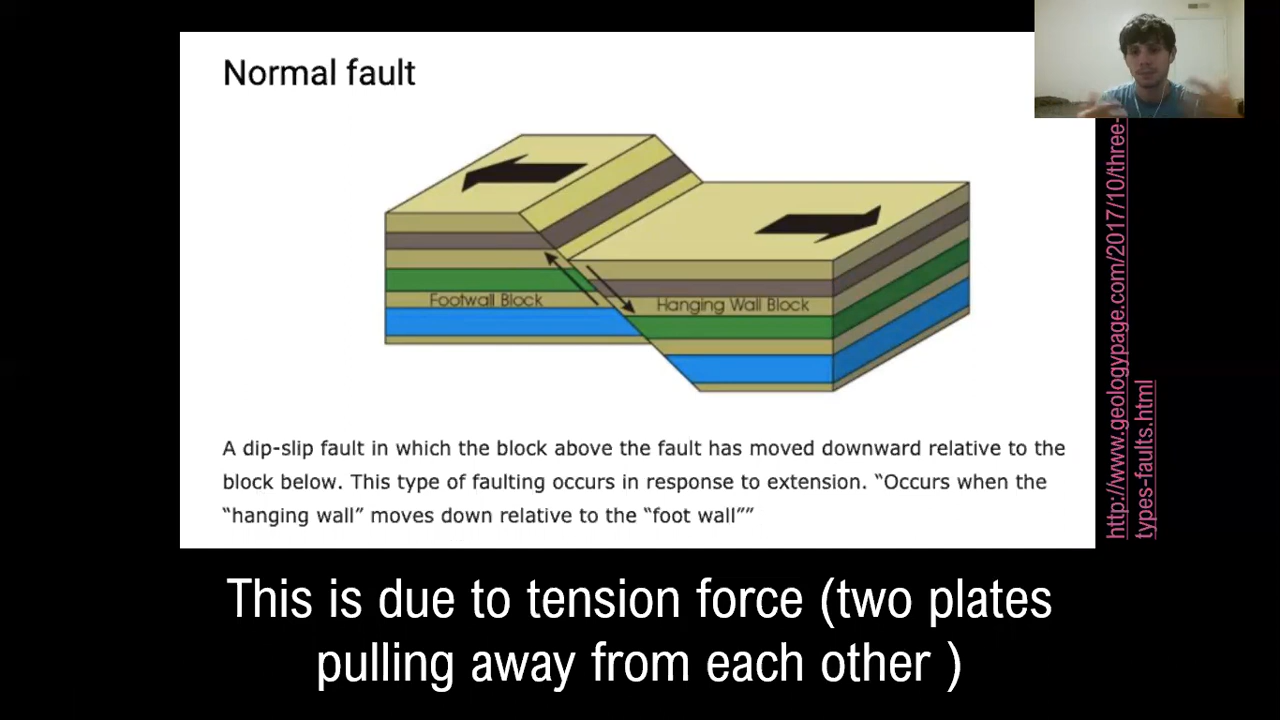 Normal fault
Footwall Block
Hanging Wall Block
A dip-slip fault in which the block above the fault has moved downward relative to the
block below. This type of faulting occurs in response to extension. “Occurs when the
“hanging wall” moves down relative to the “foot wall””
http://www.geologypage.com/2017/10/three-
types-faults.html
This is due to tension force (two plates
pulling away from each other )